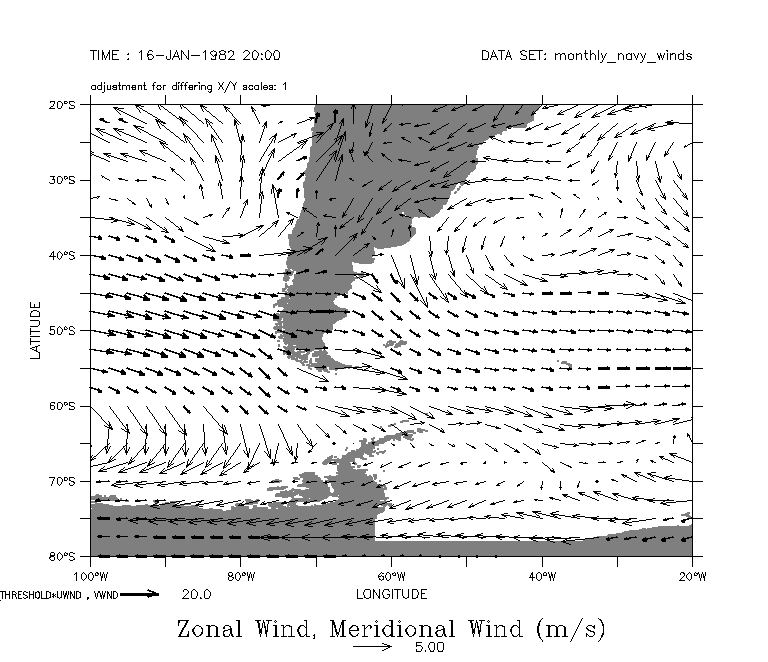 TIME : 16-JAN-1982 20:00
DATA SET: monthly_navy_winds
adjustment for differing X/Y scales: 1
20°S
30°S
40°S
50°S
60°S
70°S
80°S
LATITUDE
100°W 80°W 60°W 40°W 20°W
LONGITUDE
THRESHOLD*UWND , VWND 20.0
Zonal Wind, Meridional Wind (m/s)
5.00